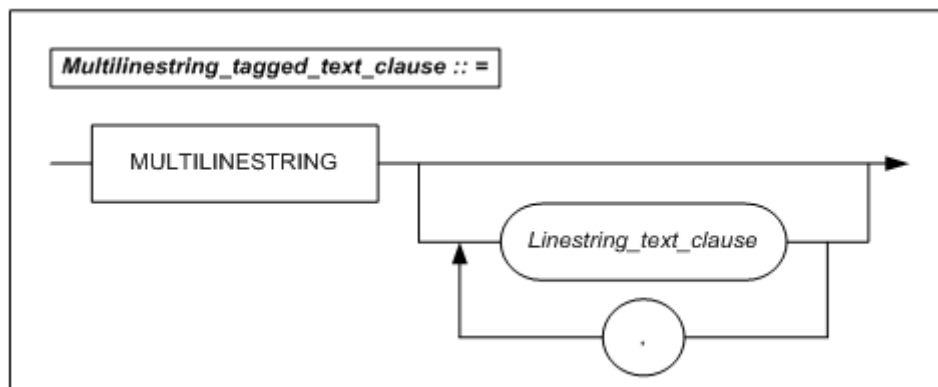 Multilinestring_tagged_text_clause :: =
MULTILINESTRING
Linestring_text_clause
,